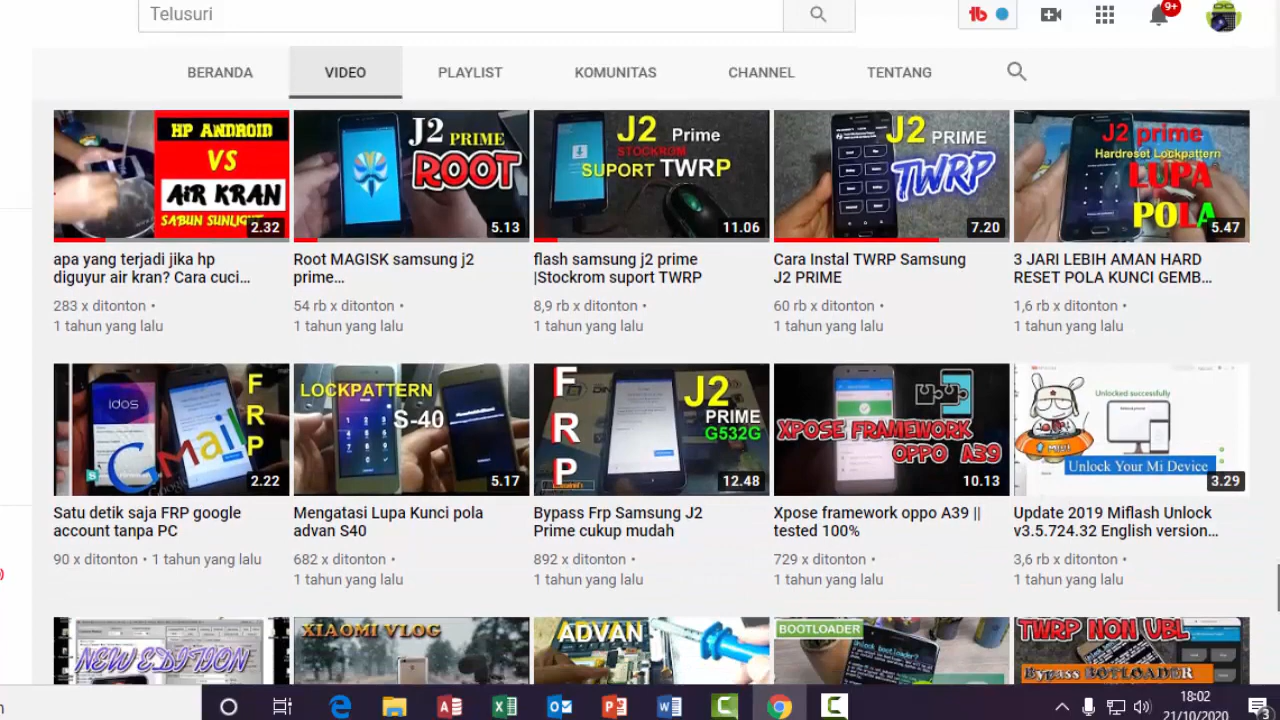 Telusuri
9+
BERANDA
VIDEO
PLAYLIST
KOMUNITAS
CHANNEL
TENTANG
HP ANDROID
VS
AIR KRAN
SABUN SUNLIGHT
2.32
J2 PRIME
ROOT
5.13
J2 Prime
STOCKROM
SUPORT TWRP
11.06
J2 PRIME
TWRP
7.20
J2 prime
Hardreset Lockpattern
LUPA
POLA
5.47
apa yang terjadi jika hp
diguyur air kran? Cara cuci...
283 x ditonton •
1 tahun yang lalu
Root MAGISK samsung j2
prime...
54 rb x ditonton •
1 tahun yang lalu
flash samsung j2 prime
|Stockrom suport TWRP
8,9 rb x ditonton •
1 tahun yang lalu
Cara Instal TWRP Samsung
J2 PRIME
60 rb x ditonton •
1 tahun yang lalu
3 JARI LEBIH AMAN HARD
RESET POLA KUNCI GEMB...
1,6 rb x ditonton •
1 tahun yang lalu
idos
GMail
FRP
2.22
LOCKPATTERN
S-40
5.17
FRP
J2
PRIME
G532G
12.48
XPOSE FRAMEWORK
OPPO A39
10.13
Unlocked successfully
Unlock Your Mi Device
3.29
Satu detik saja FRP google
account tanpa PC
90 x ditonton • 1 tahun yang lalu
Mengatasi Lupa Kunci pola
advan S40
682 x ditonton •
1 tahun yang lalu
Bypass Frp Samsung J2
Prime cukup mudah
892 x ditonton •
1 tahun yang lalu
Xpose framework oppo A39 ||
tested 100%
729 x ditonton •
1 tahun yang lalu
Update 2019 Miflash Unlock
v3.5.724.32 English version...
3,6 rb x ditonton •
1 tahun yang lalu
NEW EDITION
XIAOMI VLOG
ADVAN
BOOTLOADER
Unlock bootloader?
TWRP NON UBL
Bypass BOTLOADER
18:02
21/10/2020
3